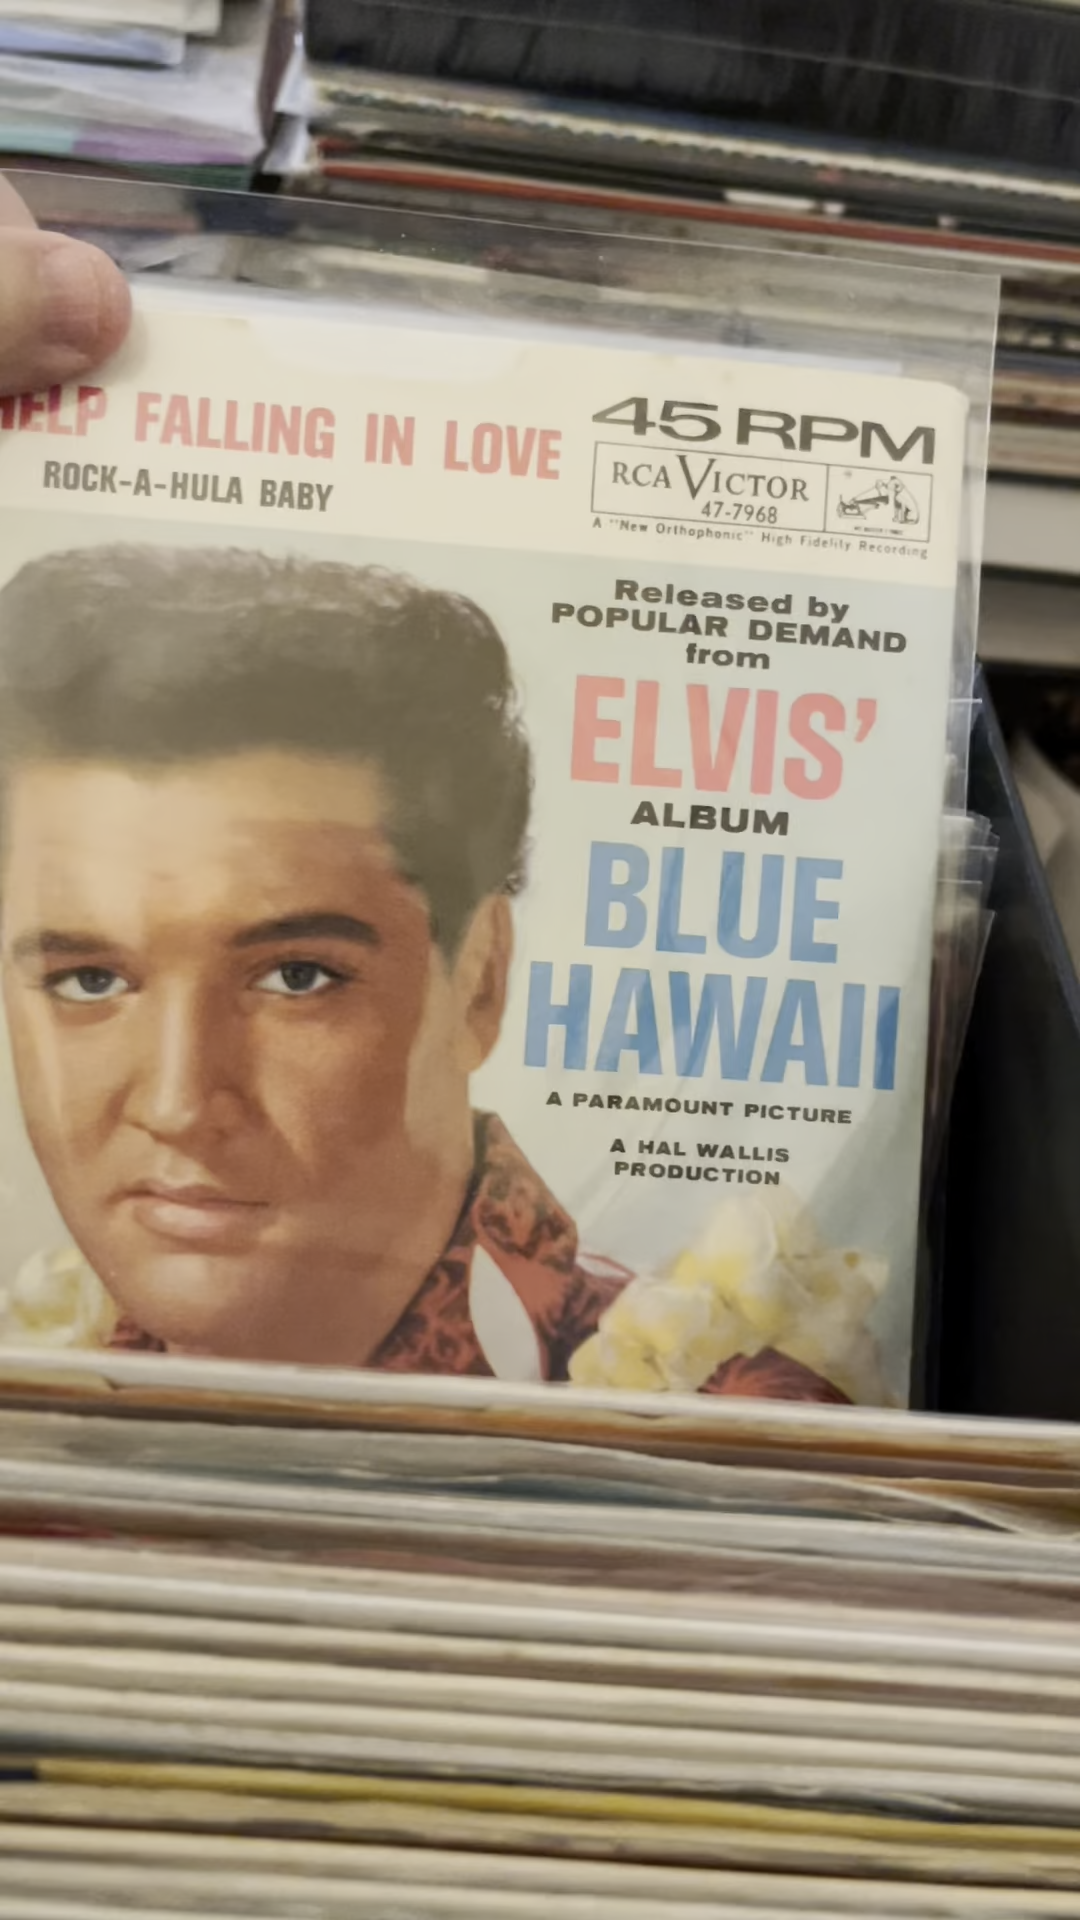 HELP FALLING IN LOVE
ROCK-A-HULA BABY
45 RPM
RCA VICTOR
47-7968
A "New Orthophonic" High Fidelity Recording
Released by
POPULAR DEMAND
from
ELVIS'
ALBUM
BLUE
HAWAII
A PARAMOUNT PICTURE
A HAL WALLIS
PRODUCTION